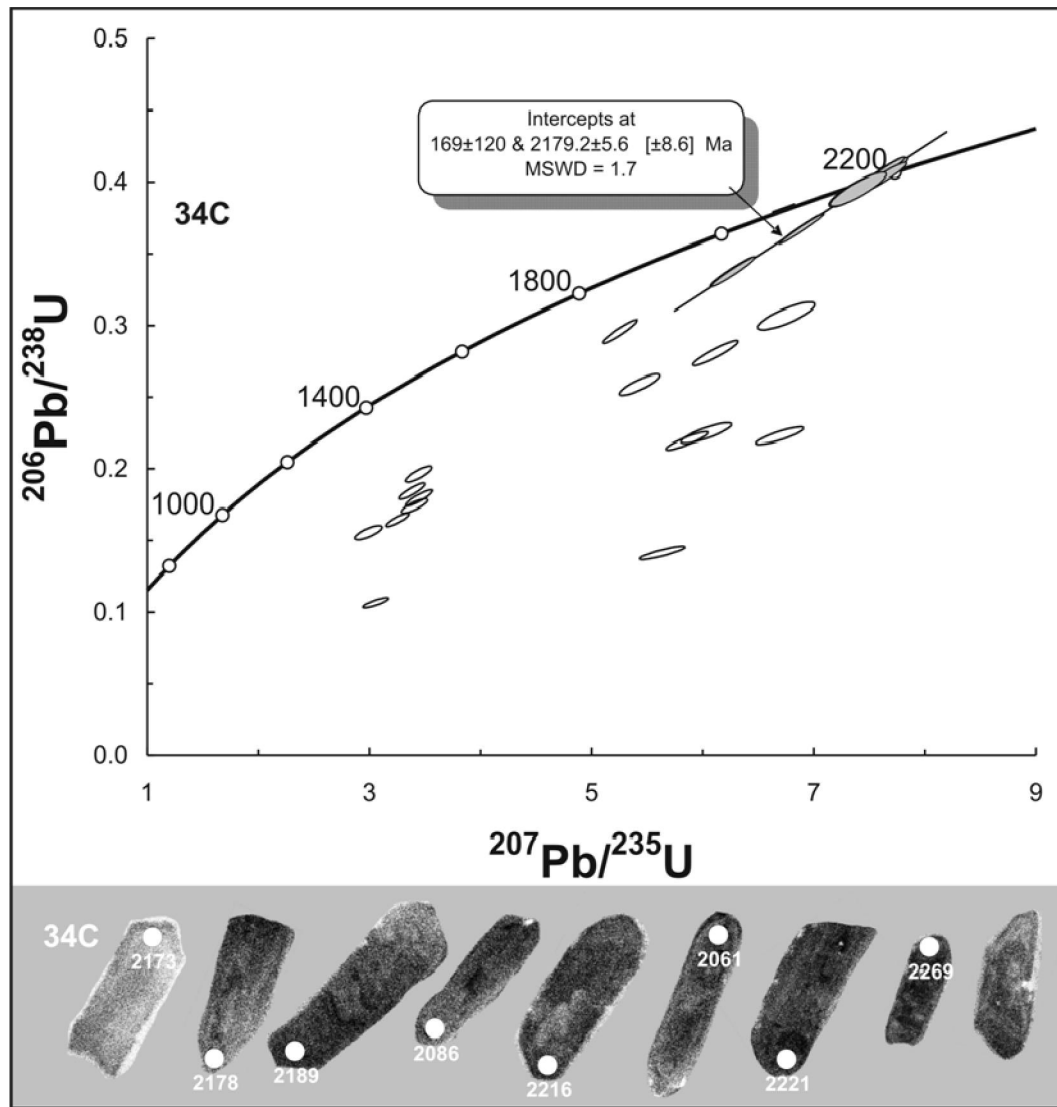 0.5
0.4
0.3
0.2
0.1
0.0
²⁰⁶Pb/²³⁸U
34C
Intercepts at
169±120 & 2179.2±5.6 [±8.6] Ma
MSWD = 1.7
2200
1800
1400
1000
1 3 5 7 9
²⁰⁷Pb/²³⁵U
34C
2173
2178
2189
2086
2216
2061
2221
2269